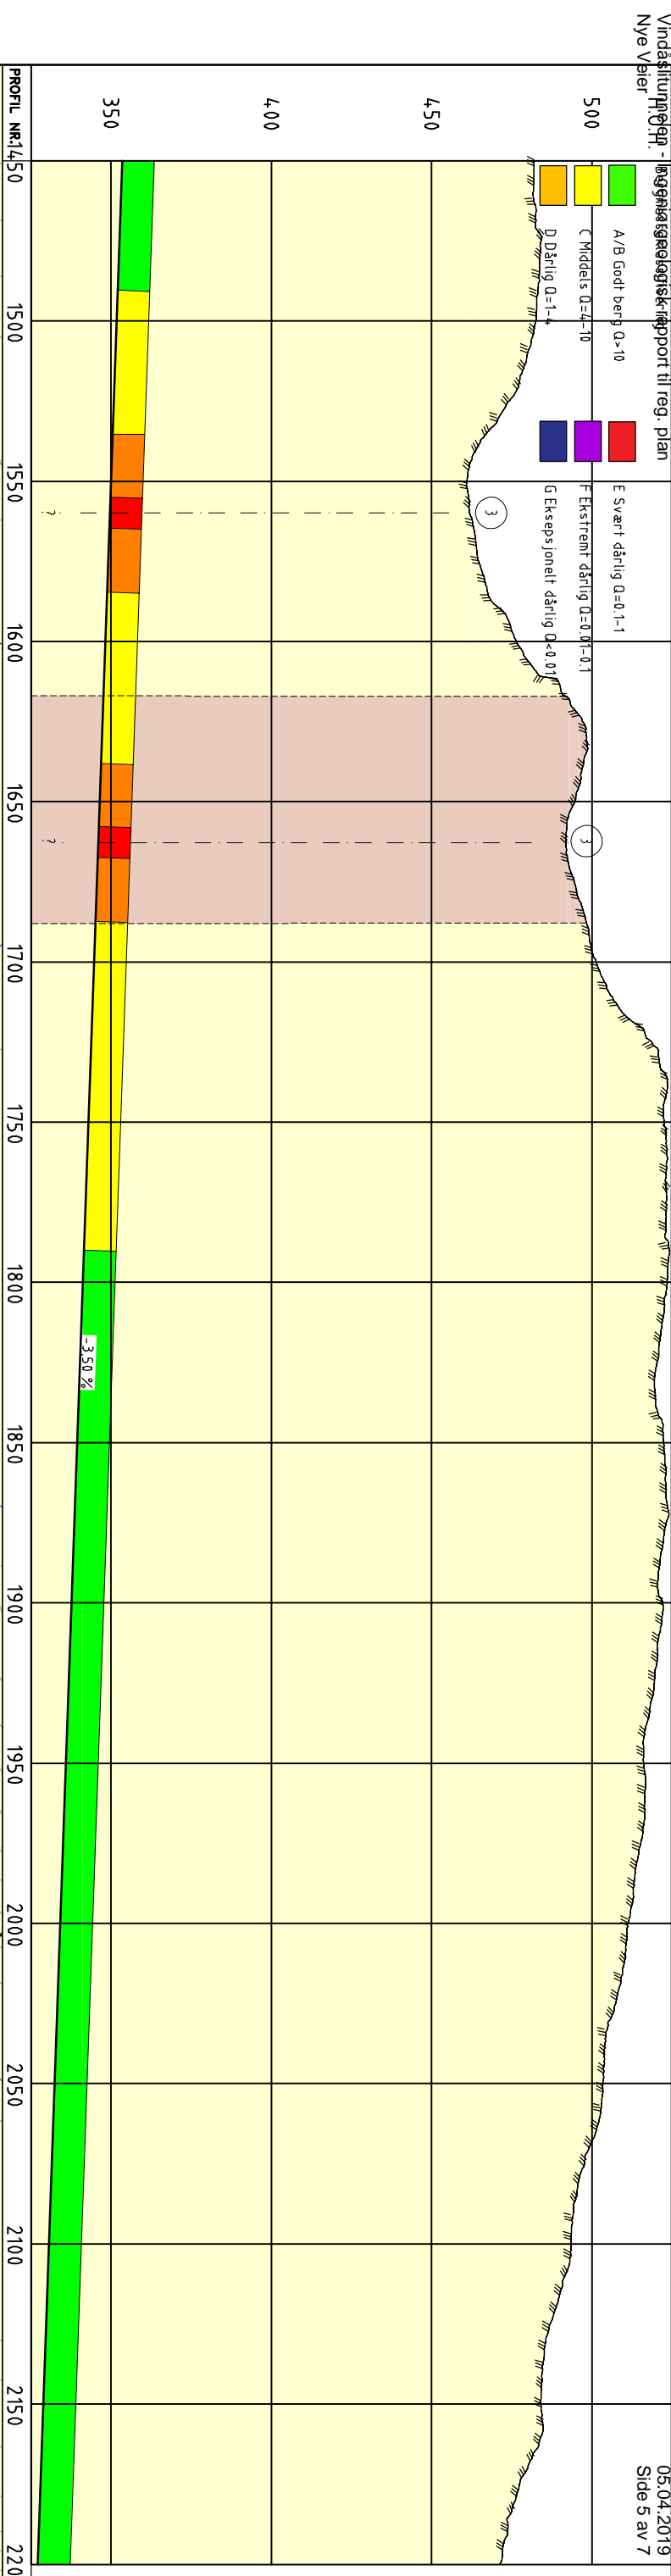 Vindåslitunnelen - Ingeniørgeologisk rapport til reg. plan
Nye Veier
05.04.2019
Side 5 av 7
H.O.H.
A/B Godt berg Q>10
C Middels Q=4-10
D Dårlig Q=1-4
E Svært dårlig Q=0.1-1
F Ekstremt dårlig Q=0.01-0.1
G Eksepsjonelt dårlig Q<0.01
500
450
400
350
3
3
?
?
-3,50 %
PROFIL NR.
1450
1500
1550
1600
1650
1700
1750
1800
1850
1900
1950
2000
2050
2100
2150
220